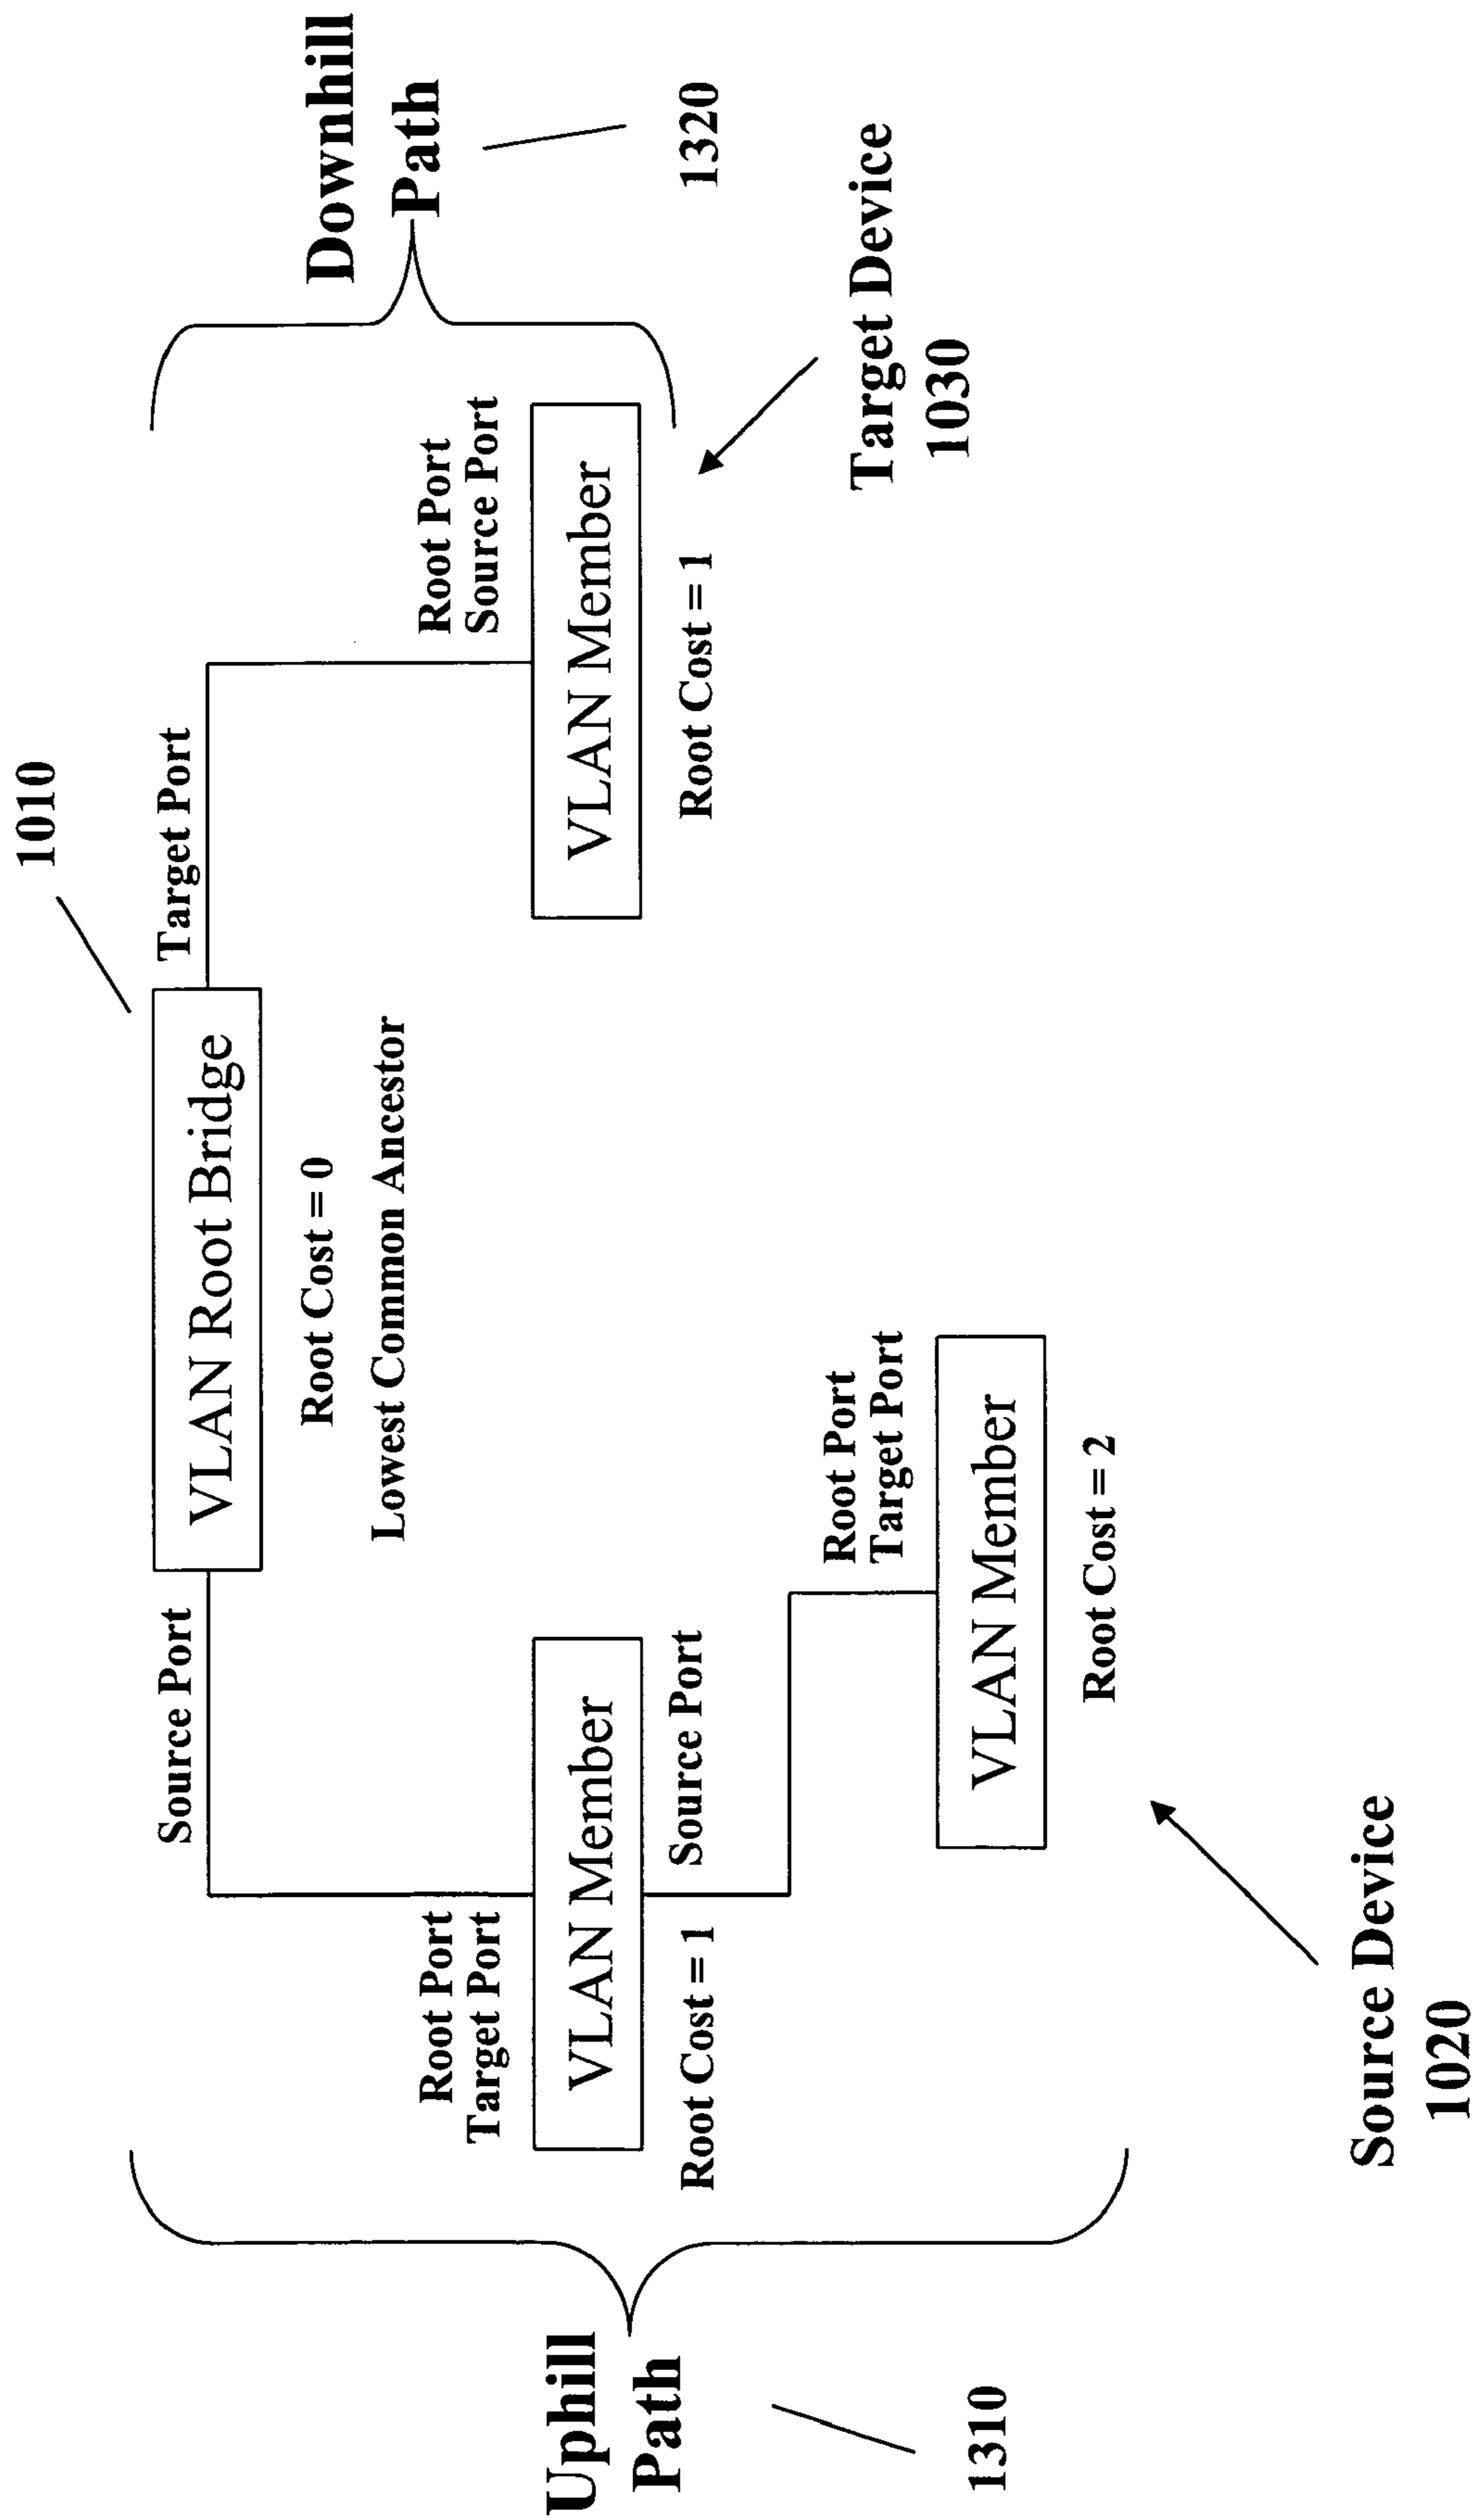 1010
Source Port
VLAN Root Bridge
Target Port
Root Cost = 0
Lowest Common Ancestor
Downhill
Path
1320
Root Port
Target Port
VLAN Member
Root Cost = 1
Source Port
Root Port
Source Port
VLAN Member
Root Cost = 1
Target Device
1030
Uphill
Path
1310
Root Port
Target Port
VLAN Member
Root Cost = 2
Source Device
1020